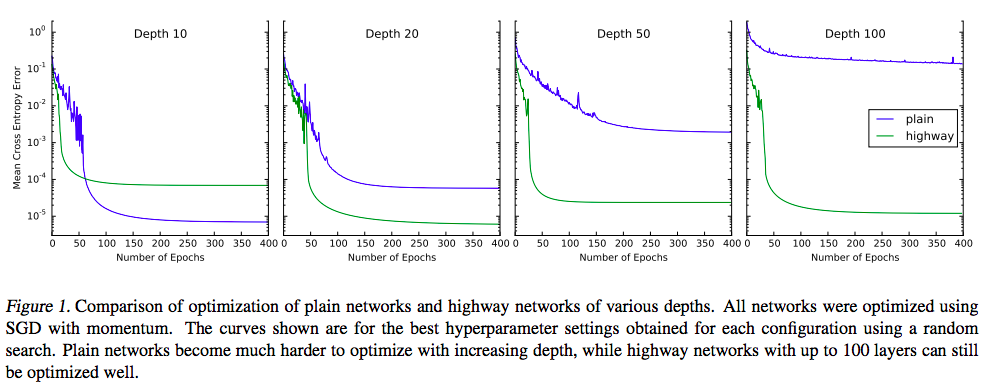 Depth 10
Depth 20
Depth 50
Depth 100
Mean Cross Entropy Error
10^0
10^-1
10^-2
10^-3
10^-4
10^-5
plain
highway
0 50 100 150 200 250 300 350 400
0 50 100 150 200 250 300 350 400
0 50 100 150 200 250 300 350 400
0 50 100 150 200 250 300 350 400
Number of Epochs
Number of Epochs
Number of Epochs
Number of Epochs
Figure 1. Comparison of optimization of plain networks and highway networks of various depths. All networks were optimized using
SGD with momentum. The curves shown are for the best hyperparameter settings obtained for each configuration using a random
search. Plain networks become much harder to optimize with increasing depth, while highway networks with up to 100 layers can still
be optimized well.